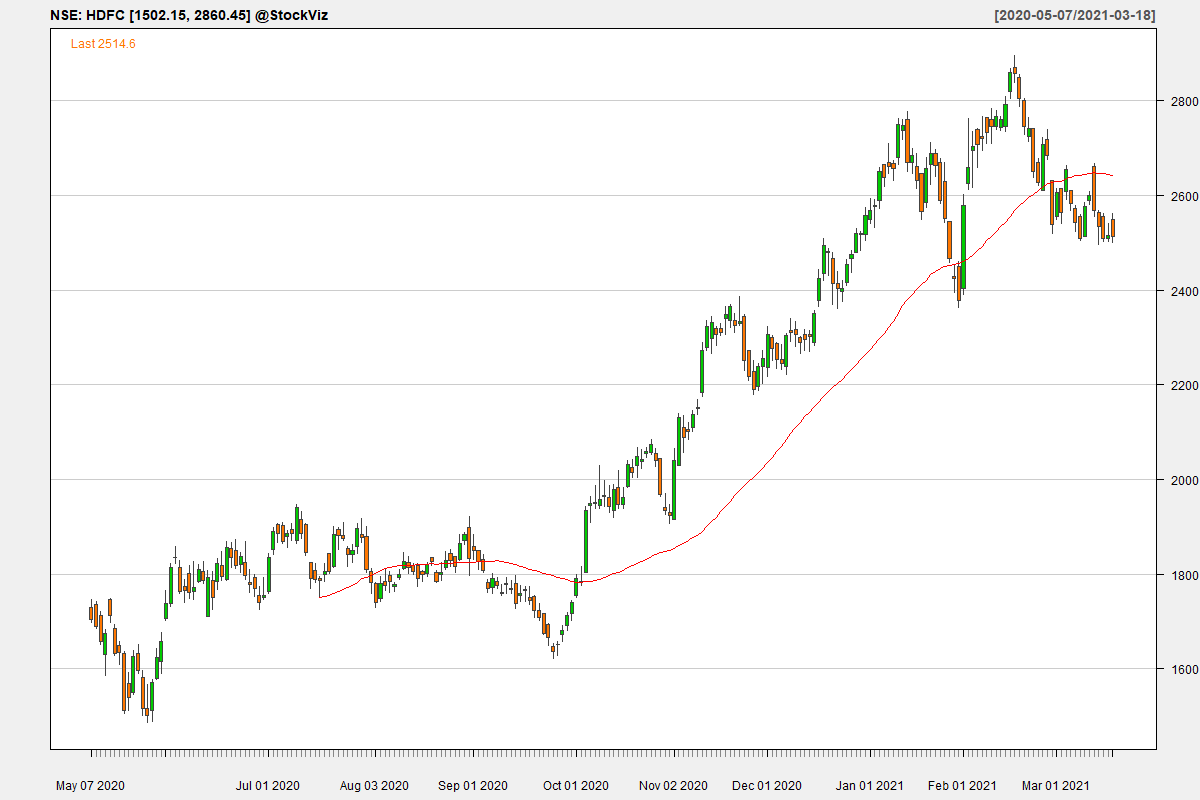 NSE: HDFC [1502.15, 2860.45] @StockViz [2020-05-07/2021-03-18]
Last 2514.6
2800
2600
2400
2200
2000
1800
1600
May 07 2020 Jul 01 2020 Aug 03 2020 Sep 01 2020 Oct 01 2020 Nov 02 2020 Dec 01 2020 Jan 01 2021 Feb 01 2021 Mar 01 2021